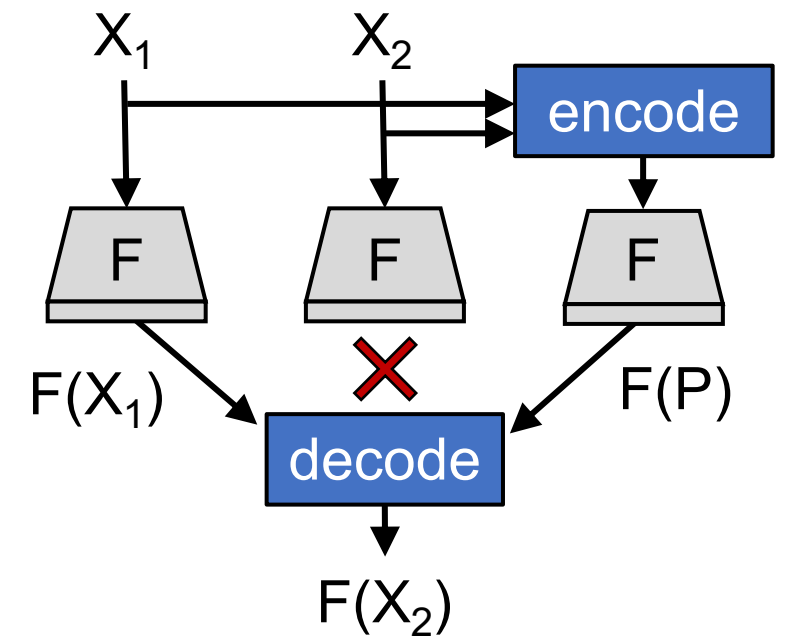 X₁
X₂
encode
F
F
F
F(X₁)
F(P)
decode
F(X₂)